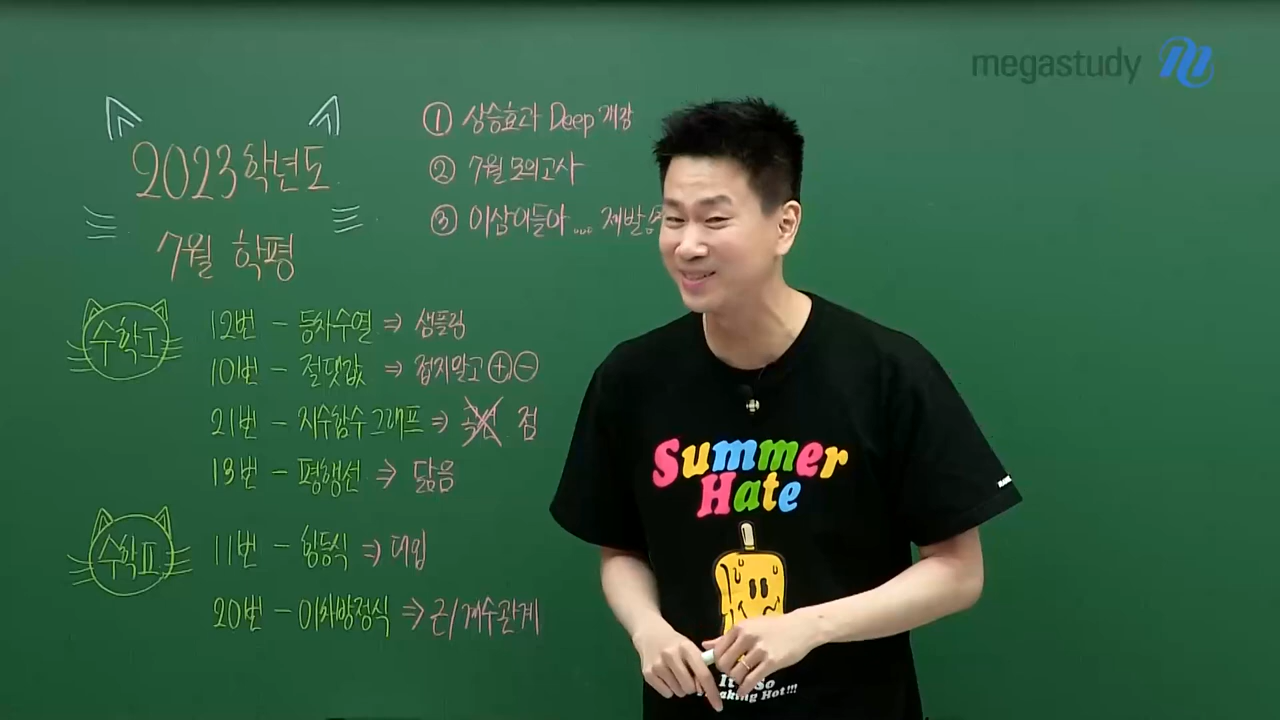 megastudy
2023학년도
7월 학평
① 상승효과 Deep 개강
② 7월 모의고사
③ 이삼이들아 ... 제발
수학I
12번 - 등차수열 ⇒ 샘플링
10번 - 절댓값 ⇒ 접지말고 ⊕⊖
21번 - 지수함수 그래프 ⇒ 점
13번 - 평행선 ⇒ 닮음
수학II
11번 - 항등식 ⇒ 대입
20번 - 이차방정식 ⇒ 근/계수관계
Summer
Hate
It's So